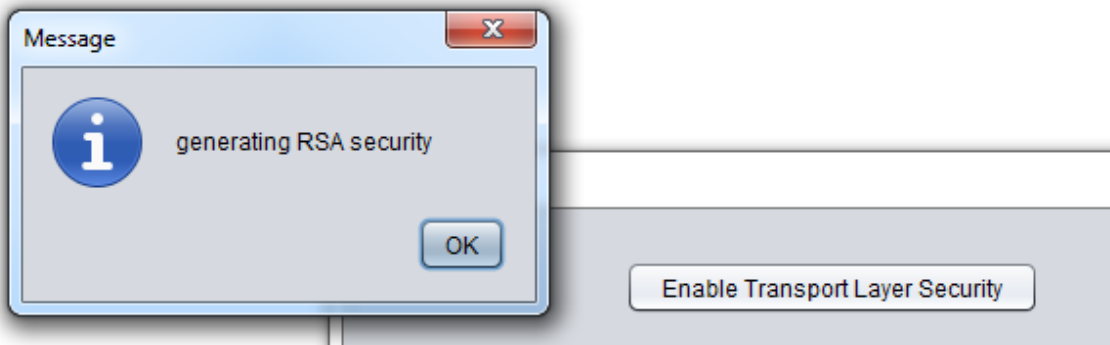 Message
generating RSA security
OK
Enable Transport Layer Security